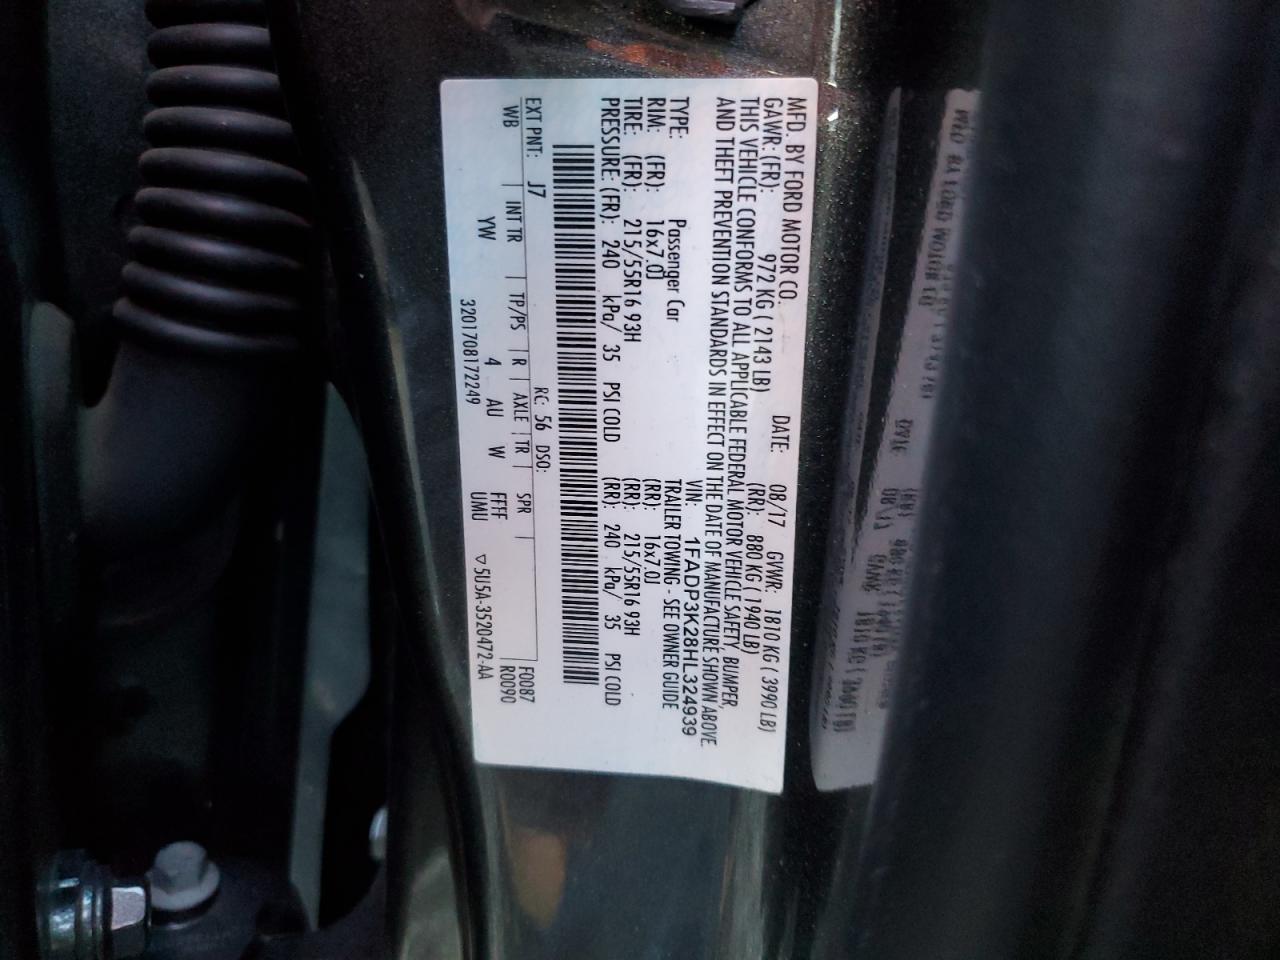 MFD. BY FORD MOTOR CO.
DATE: 08/17 GVWR: 1810 KG ( 3990 LB)
GAWR: (FR): 972 KG ( 2143 LB) (RR): 880 KG ( 1940 LB)
THIS VEHICLE CONFORMS TO ALL APPLICABLE FEDERAL MOTOR VEHICLE SAFETY, BUMPER,
AND THEFT PREVENTION STANDARDS IN EFFECT ON THE DATE OF MANUFACTURE SHOWN ABOVE.
VIN: 1FADP3K28HL324939
TYPE: Passenger Car TRAILER TOWING - SEE OWNER GUIDE
RIM: (FR): 16x7.0J (RR): 16x7.0J
TIRE: (FR): 215/55R16 93H (RR): 215/55R16 93H
PRESSURE: (FR): 240 kPa/ 35 PSI COLD (RR): 240 kPa/ 35 PSI COLD
RC: 56 DSO:
EXT PNT: J7 F0087
INT TR TP/PS R AXLE TR SPR R0090
WB YW 4 AU W FFFF
UMU
3201708172249 ▽5U5A-3520472-AA